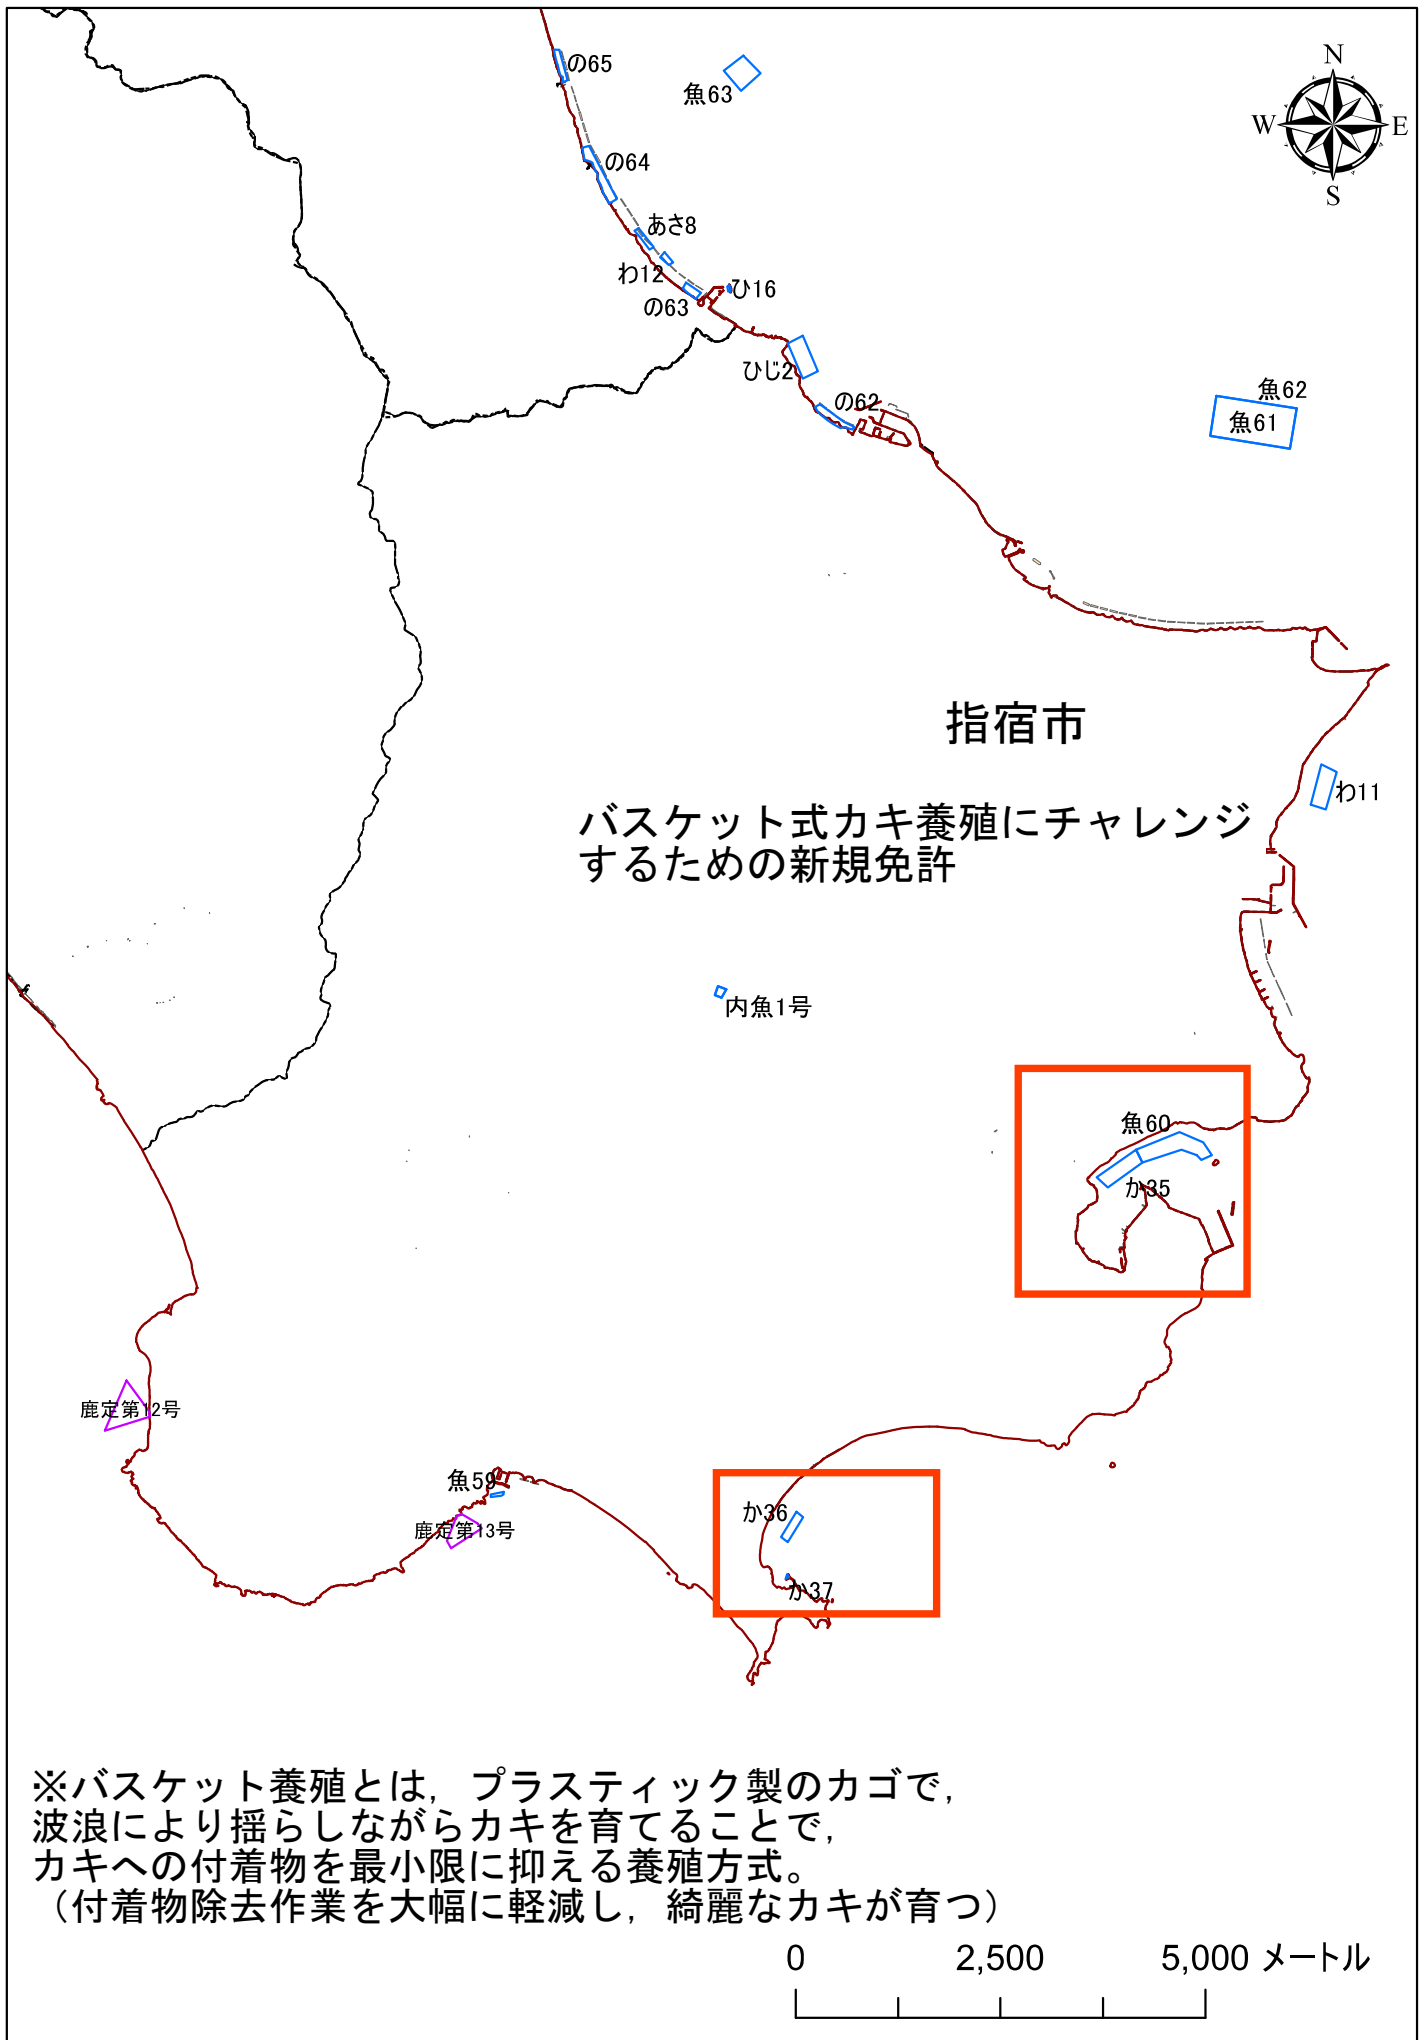 N
W E
S
の65
魚63
の64
あさ8
わ12
ひ16
の63
ひじ2
の62
魚62
魚61
指宿市
わ11
バスケット式カキ養殖にチャレンジ
するための新規免許
内魚1号
魚60
か35
鹿定第12号
魚59
鹿定第13号
か36
か37
※バスケット養殖とは，プラスティック製のカゴで，
波浪により揺らしながらカキを育てることで，
カキへの付着物を最小限に抑える養殖方式。
（付着物除去作業を大幅に軽減し，綺麗なカキが育つ）
0 2,500 5,000 メートル